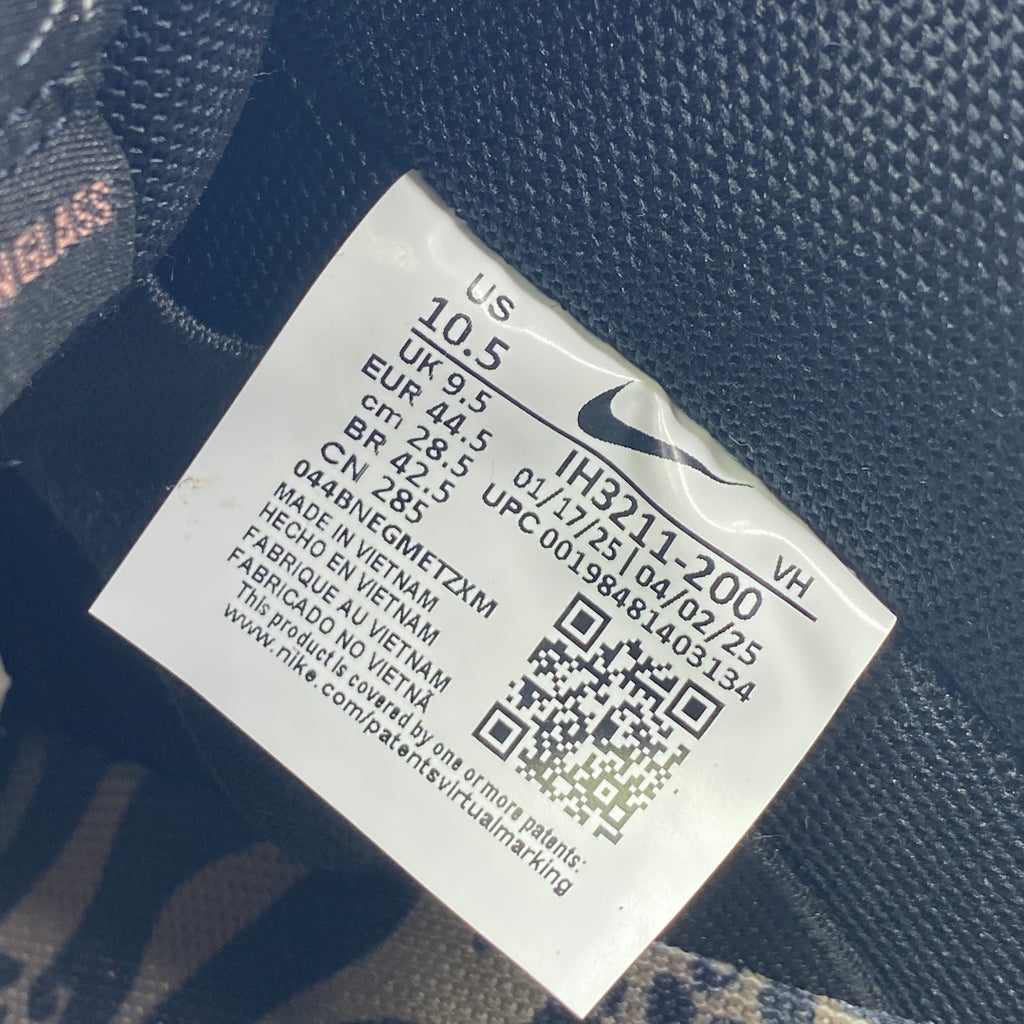 US
10.5
UK 9.5
EUR 44.5
cm 28.5
BR 42.5
CN 285
044BNEGMETZXM
MADE IN VIETNAM
HECHO EN VIETNAM
FABRIQUE AU VIETNAM
FABRICADO NO VIETNÃ
This product is covered by one or more patents:
www.nike.com/patentsvirtualmarking
VH
IH3211-200
01/17/25 | 04/02/25
UPC 00198481403134